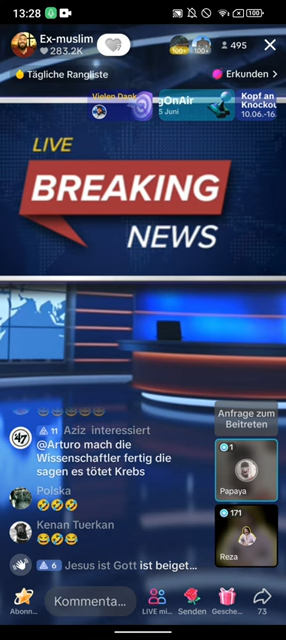 13:28
100
Ex-muslim
283.2K
100+
100+
495
Tägliche Rangliste
Erkunden >
Vielen Dank
gOnAir
5 Juni
Kopf an
Knockou
10.06.-16.
LIVE
BREAKING
NEWS
Anfrage zum
Beitreten
11 Aziz interessiert
@Arturo mach die
Wissenschaftler fertig die
sagen es tötet Krebs
1
Papaya
Polska
🤣🤣🤣
Kenan Tuerkan
😂🤣😂
171
Reza
6 Jesus ist Gott ist beiget...
Abonn...
Kommenta...
LIVE mi...
Senden
Gesche...
73